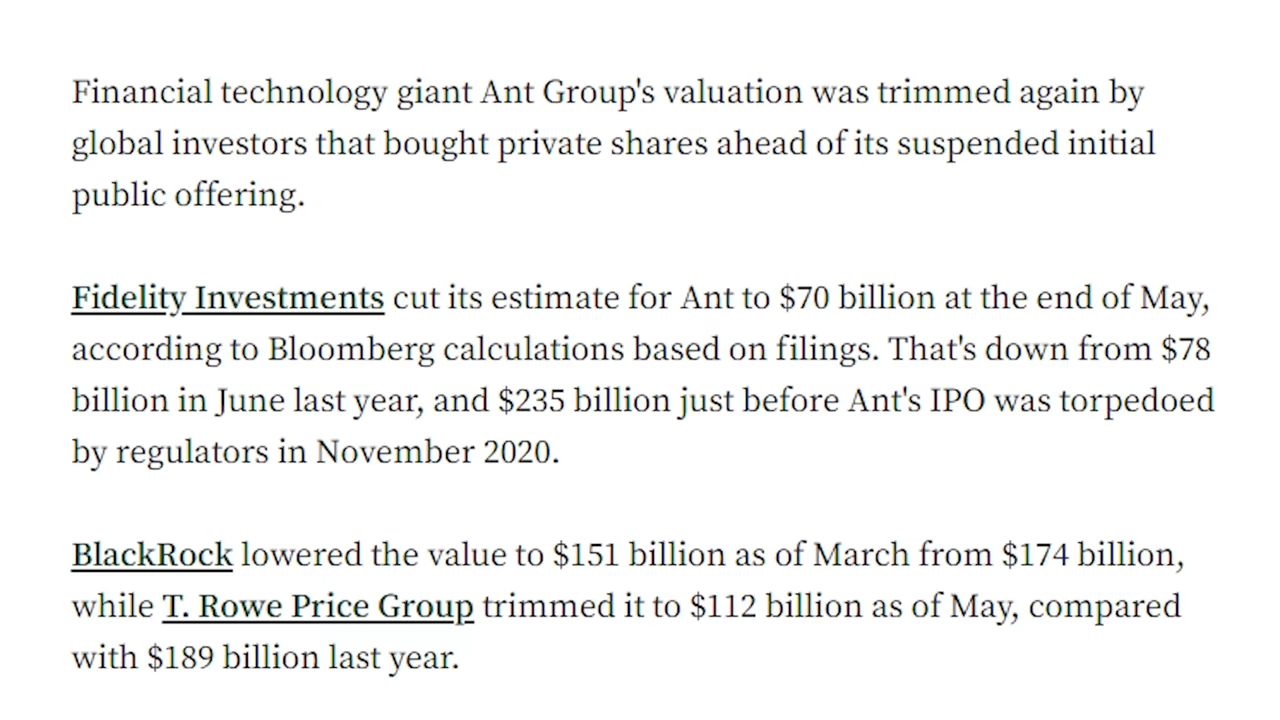 Financial technology giant Ant Group's valuation was trimmed again by
global investors that bought private shares ahead of its suspended initial
public offering.
Fidelity Investments cut its estimate for Ant to $70 billion at the end of May,
according to Bloomberg calculations based on filings. That's down from $78
billion in June last year, and $235 billion just before Ant's IPO was torpedoed
by regulators in November 2020.
BlackRock lowered the value to $151 billion as of March from $174 billion,
while T. Rowe Price Group trimmed it to $112 billion as of May, compared
with $189 billion last year.